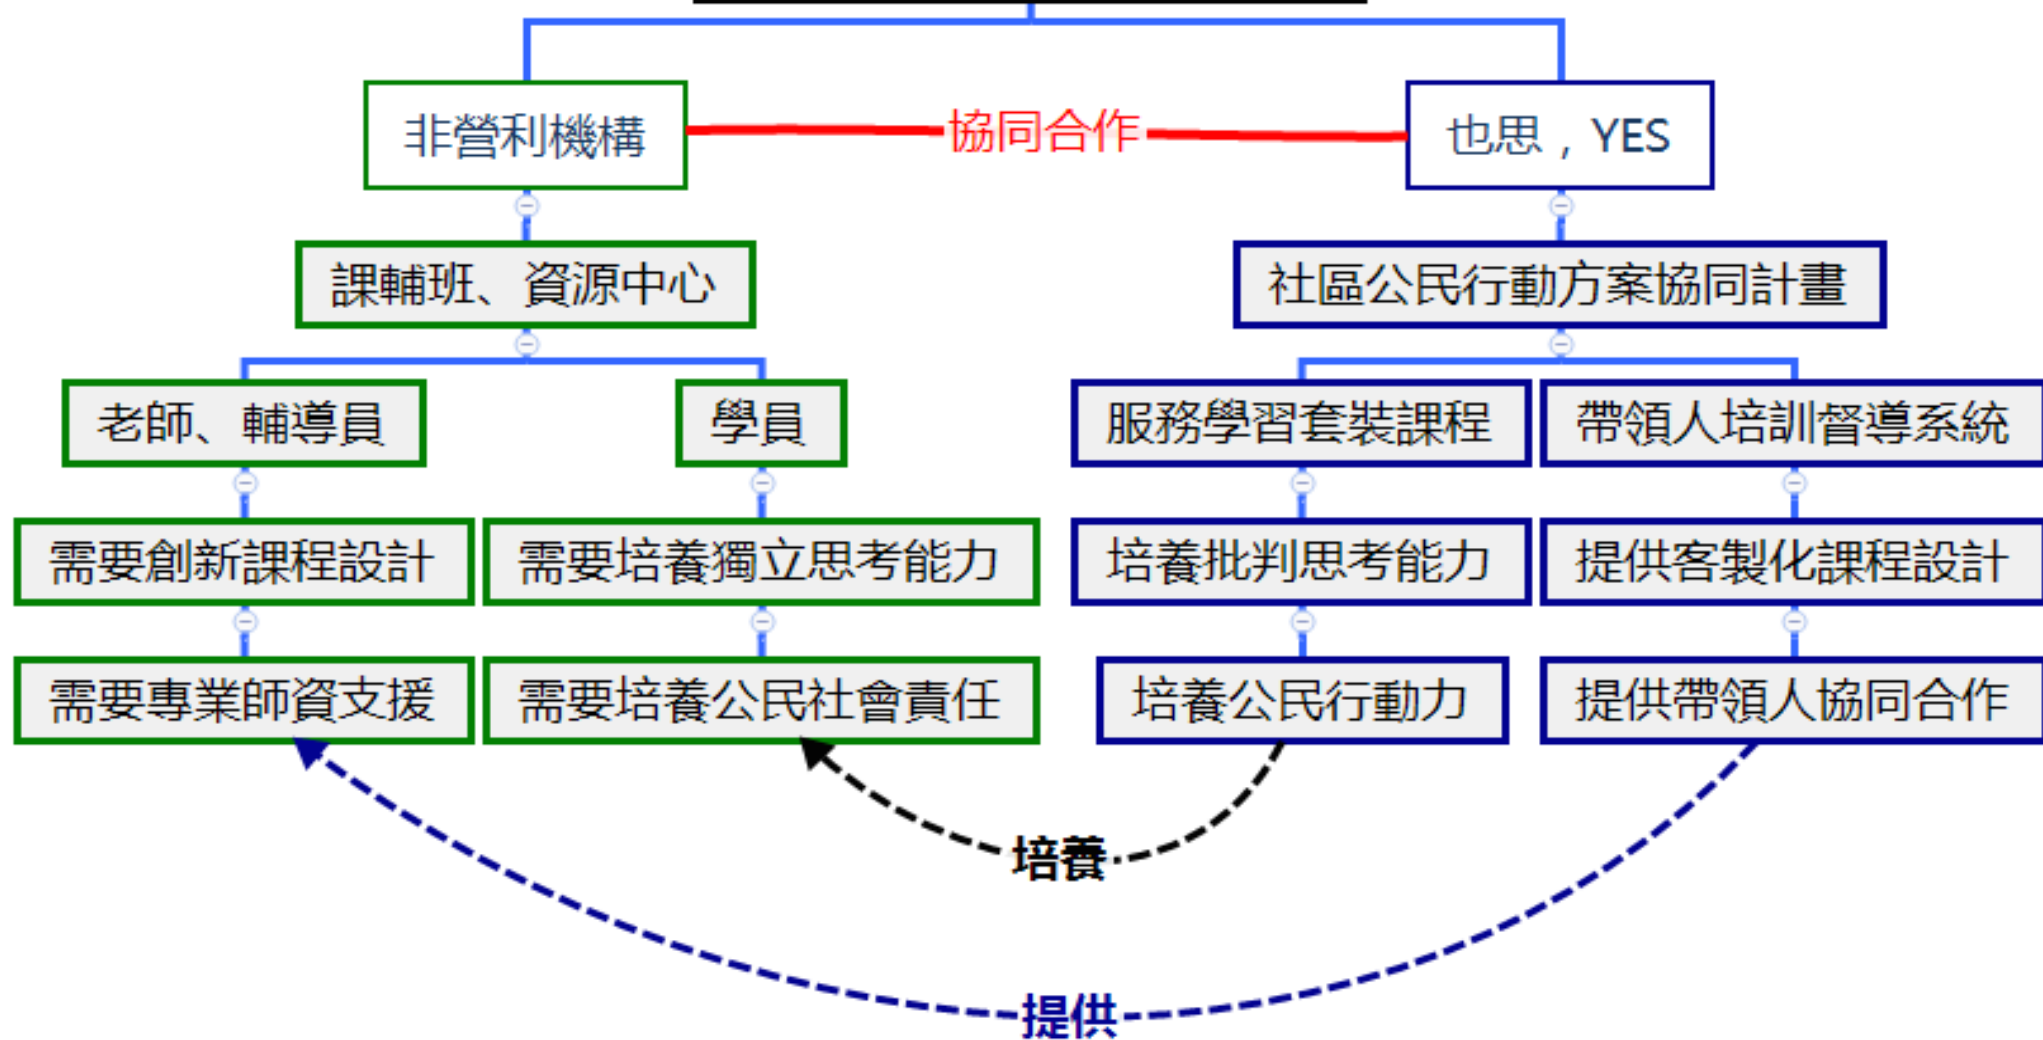 非營利機構
協同合作
也思，YES
課輔班、資源中心
社區公民行動方案協同計畫
老師、輔導員
學員
服務學習套裝課程
帶領人培訓督導系統
需要創新課程設計
需要培養獨立思考能力
培養批判思考能力
提供客製化課程設計
需要專業師資支援
需要培養公民社會責任
培養公民行動力
提供帶領人協同合作
培養
提供